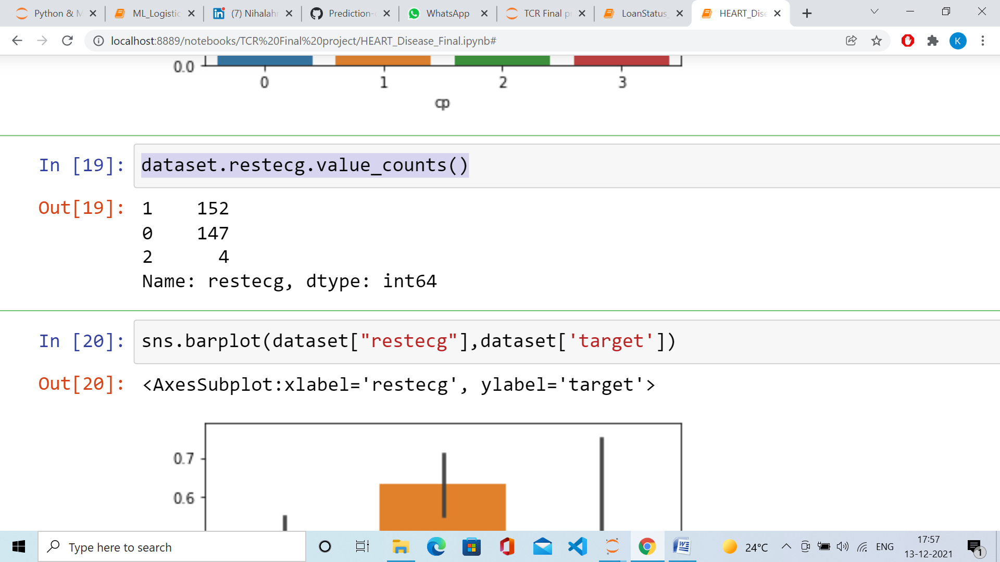 Python & M
ML_Logistic
(7) Nihalahm
Prediction-
WhatsApp
TCR Final p
LoanStatus_
HEART_Dise
localhost:8889/notebooks/TCR%20Final%20project/HEART_Disease_Final.ipynb#
K
0.0
0 1 2 3
cp
In [19]: dataset.restecg.value_counts()
Out[19]: 1 152
0 147
2 4
Name: restecg, dtype: int64
In [20]: sns.barplot(dataset["restecg"],dataset['target'])
Out[20]: <AxesSubplot:xlabel='restecg', ylabel='target'>
0.7
0.6
Type here to search
24°C
ENG
17:57
13-12-2021
1